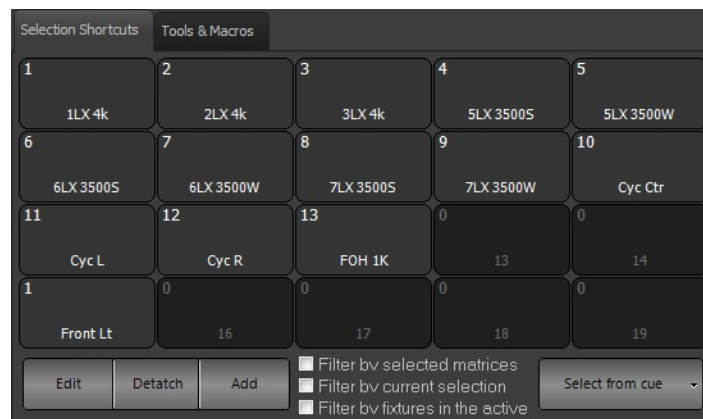 Selection Shortcuts Tools & Macros
1 2 3 4 5
1LX 4k 2LX 4k 3LX 4k 5LX 3500S 5LX 3500W
6 7 8 9 10
6LX 3500S 6LX 3500W 7LX 3500S 7LX 3500W Cyc Ctr
11 12 13 0 0
Cyc L Cyc R FOH 1K 13 14
1 0 0 0 0
Front Lt 16 17 18 19
Edit Detatch Add
Filter by selected matrices
Filter by current selection
Filter by fixtures in the active
Select from cue